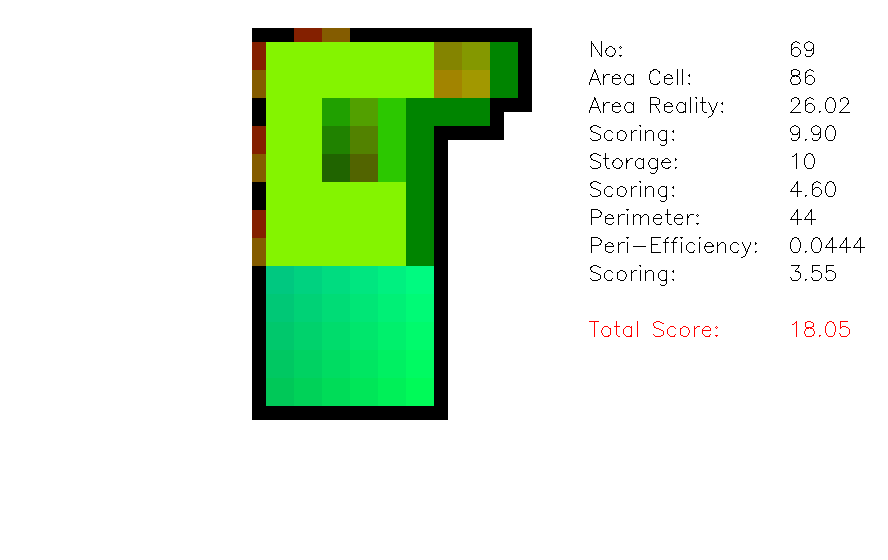 No: 69
Area Cell: 86
Area Reality: 26.02
Scoring: 9.90
Storage: 10
Scoring: 4.60
Perimeter: 44
Peri-Efficiency: 0.0444
Scoring: 3.55
Total Score: 18.05